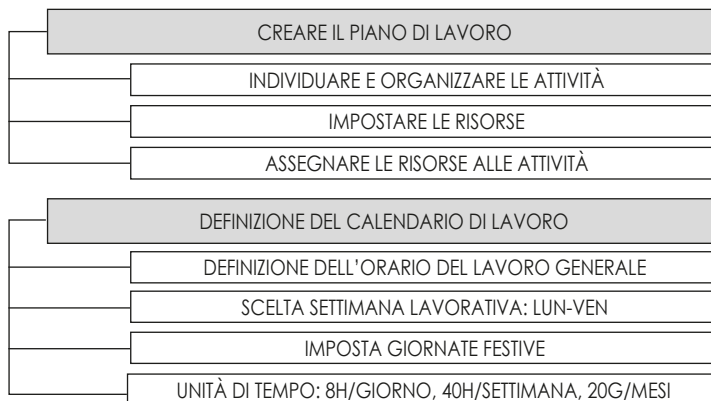 CREARE IL PIANO DI LAVORO
INDIVIDUARE E ORGANIZZARE LE ATTIVITÀ
IMPOSTARE LE RISORSE
ASSEGNARE LE RISORSE ALLE ATTIVITÀ
DEFINIZIONE DEL CALENDARIO DI LAVORO
DEFINIZIONE DELL'ORARIO DEL LAVORO GENERALE
SCELTA SETTIMANA LAVORATIVA: LUN-VEN
IMPOSTA GIORNATE FESTIVE
UNITÀ DI TEMPO: 8H/GIORNO, 40H/SETTIMANA, 20G/MESI